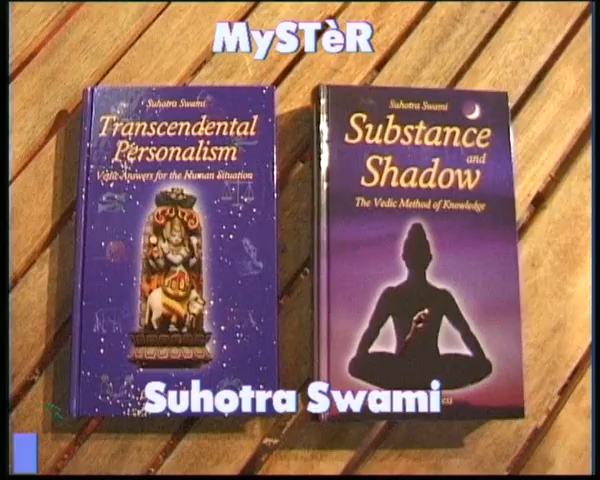 MySTèR
Suhotra Swami
Transcendental
Personalism
Vedic Answers for the Human Situation
Suhotra Swami
Substance
and
Shadow
The Vedic Method of Knowledge
Suhotra Swami